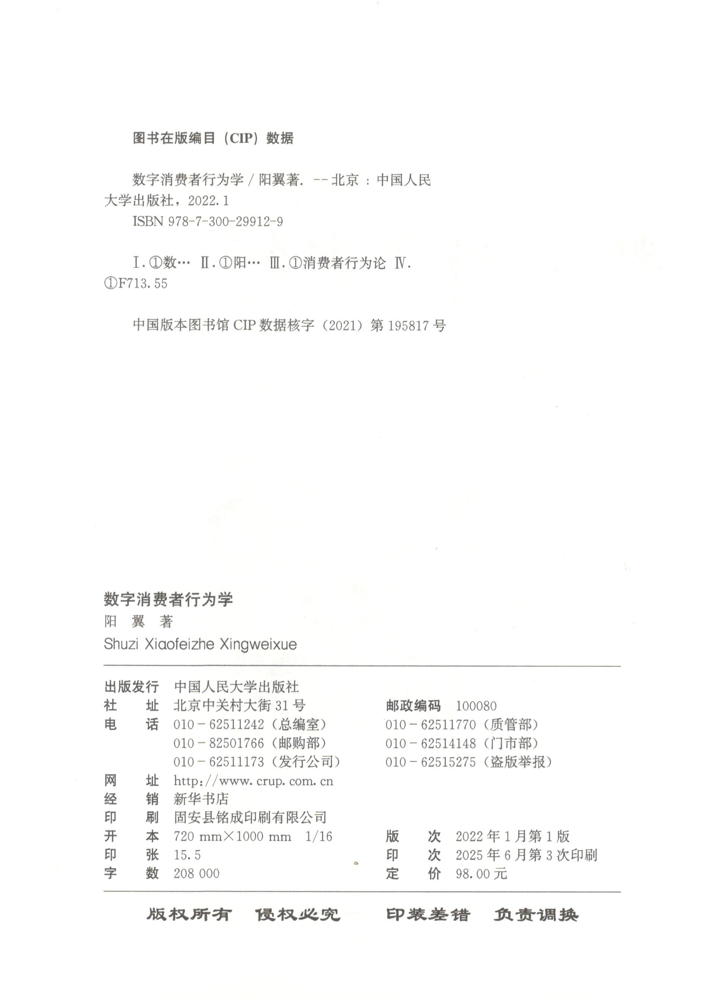 图书在版编目（CIP）数据
数字消费者行为学 / 阳翼著. -- 北京 : 中国人民
大学出版社，2022.1
ISBN 978-7-300-29912-9
Ⅰ.①数… Ⅱ.①阳… Ⅲ.①消费者行为论 Ⅳ.
①F713.55
中国版本图书馆 CIP 数据核字（2021）第 195817 号
数字消费者行为学
阳 翼 著
Shuzi Xiaofeizhe Xingweixue
出版发行 中国人民大学出版社
社 址 北京中关村大街 31 号 邮政编码 100080
电 话 010－62511242（总编室） 010－62511770（质管部）
010－82501766（邮购部） 010－62514148（门市部）
010－62511173（发行公司） 010－62515275（盗版举报）
网 址 http://www.crup.com.cn
经 销 新华书店
印 刷 固安县铭成印刷有限公司
开 本 720 mm×1000 mm 1/16 版 次 2022 年 1 月第 1 版
印 张 15.5 印 次 2025 年 6 月第 3 次印刷
字 数 208 000 定 价 98.00 元
版权所有 侵权必究 印装差错 负责调换